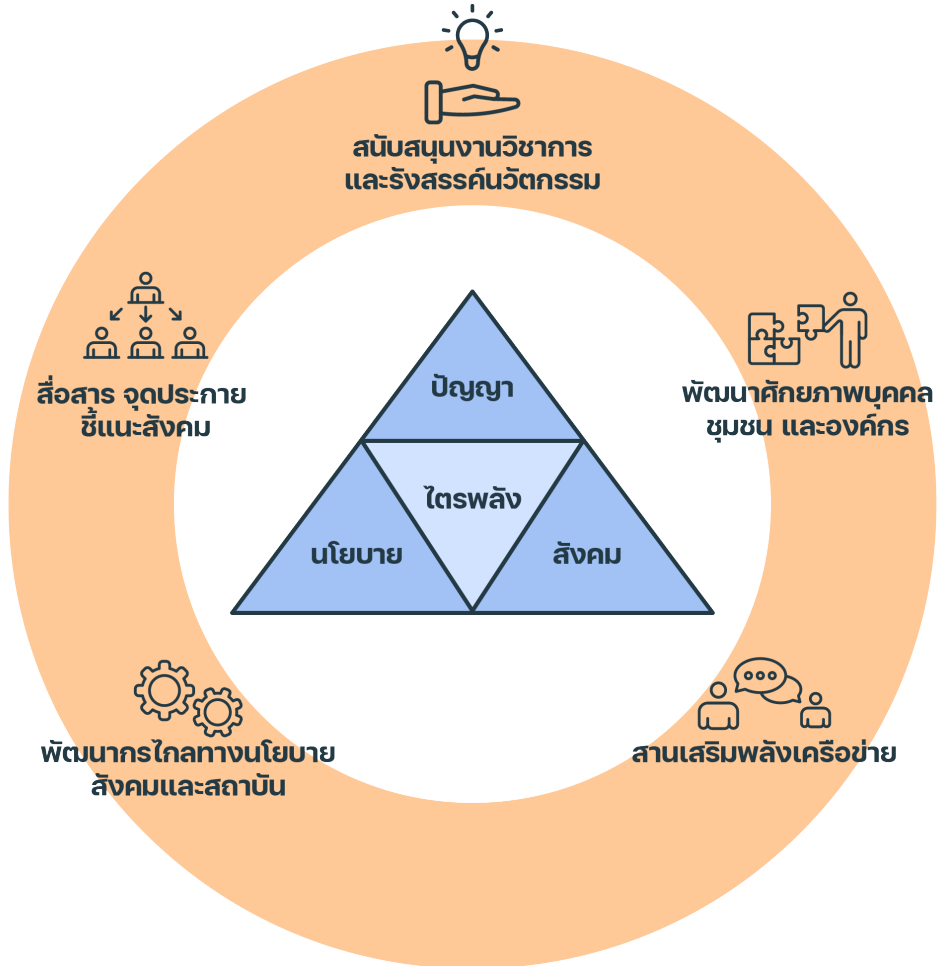 สนับสนุนงานวิชาการ
และรังสรรค์นวัตกรรม
สื่อสาร จุดประกาย
ชี้แนะสังคม
พัฒนาศักยภาพบุคคล
ชุมชน และองค์กร
ปัญญา
ไตรพลัง
นโยบาย
สังคม
พัฒนากรไกลทางนโยบาย
สังคมและสถาบัน
สานเสริมพลังเครือข่าย